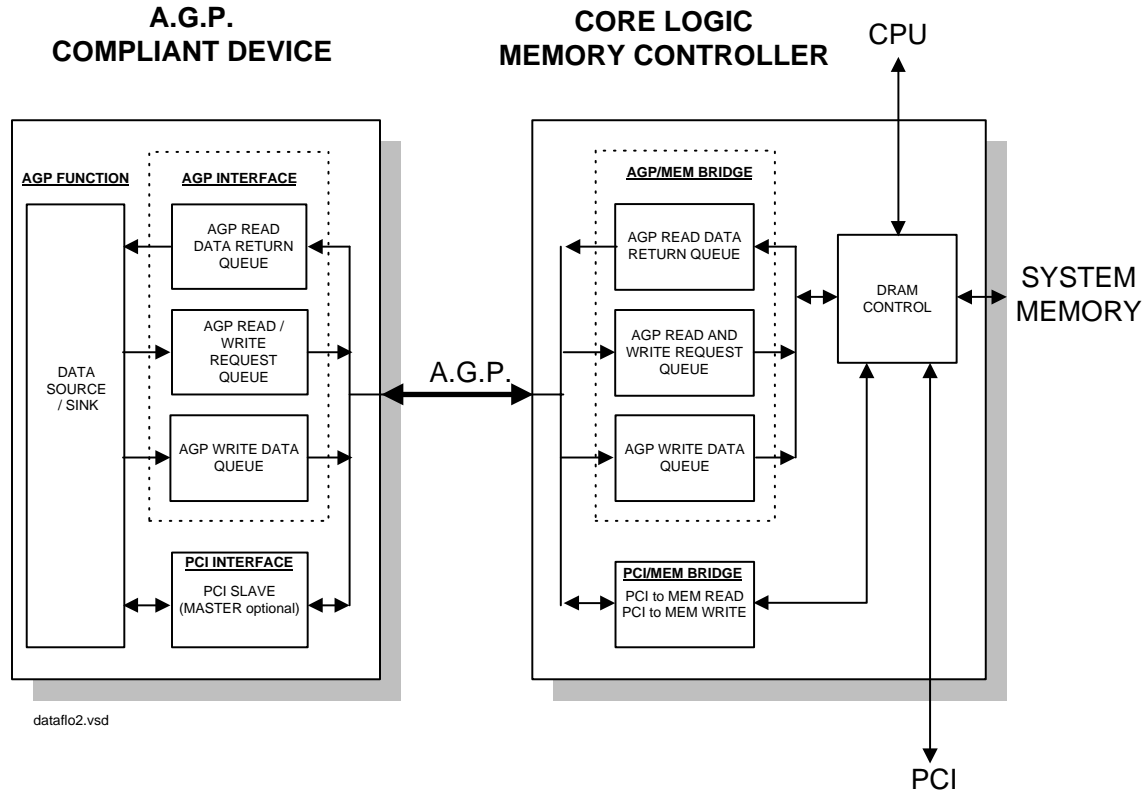 A.G.P.
COMPLIANT DEVICE
CORE LOGIC
MEMORY CONTROLLER
CPU
AGP FUNCTION
DATA
SOURCE
/ SINK
AGP INTERFACE
AGP READ
DATA RETURN
QUEUE
AGP READ /
WRITE
REQUEST
QUEUE
AGP WRITE DATA
QUEUE
PCI INTERFACE
PCI SLAVE
(MASTER optional)
A.G.P.
AGP/MEM BRIDGE
AGP READ DATA
RETURN QUEUE
AGP READ AND
WRITE REQUEST
QUEUE
AGP WRITE DATA
QUEUE
PCI/MEM BRIDGE
PCI to MEM READ
PCI to MEM WRITE
DRAM
CONTROL
SYSTEM
MEMORY
dataflo2.vsd
PCI